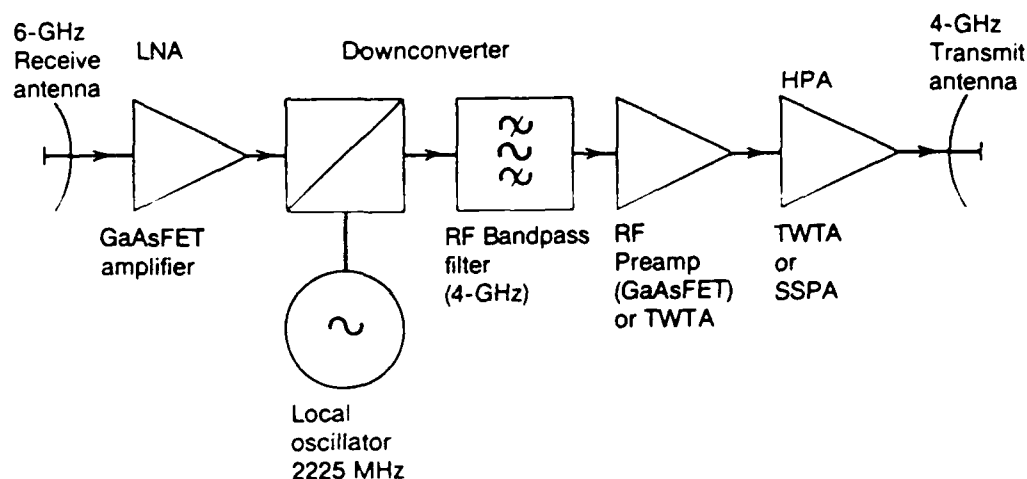 6-GHz
Receive
antenna
LNA
Downconverter
HPA
4-GHz
Transmit
antenna
GaAsFET
amplifier
RF Bandpass
filter
(4-GHz)
RF
Preamp
(GaAsFET)
or TWTA
TWTA
or
SSPA
Local
oscillator
2225 MHz